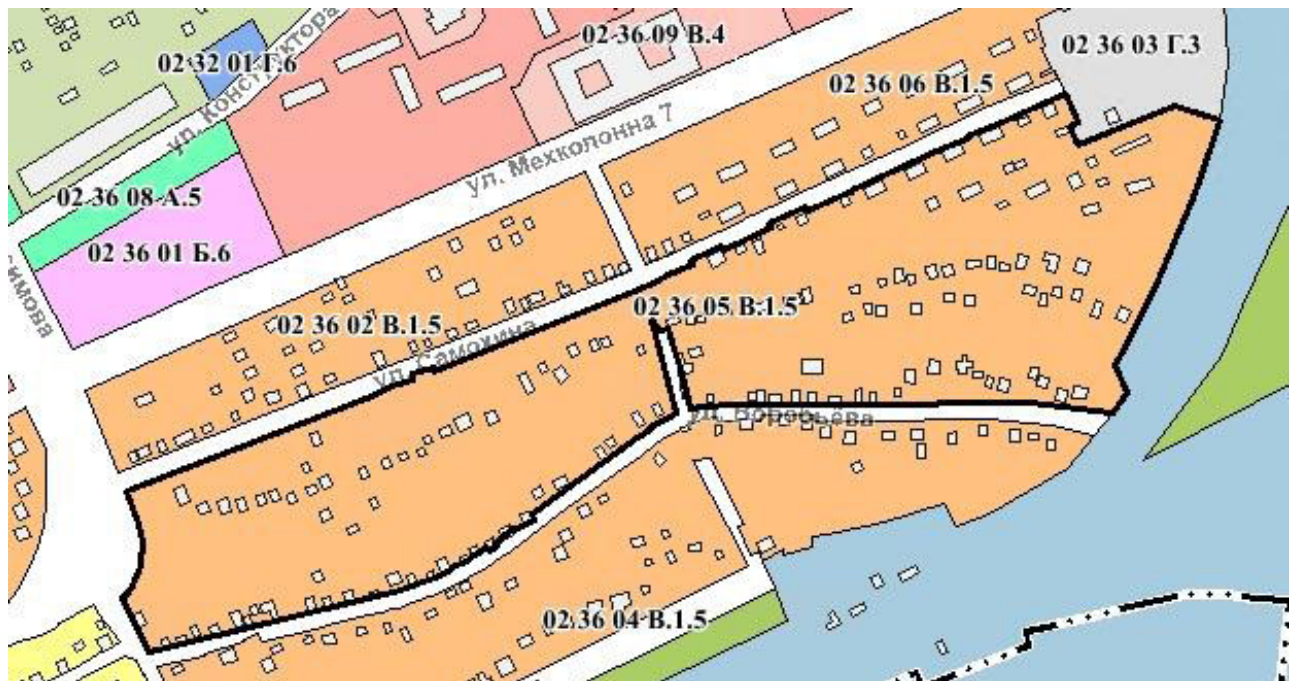 02 36 09 В.4
02 36 03 Г.3
02 32 01 Г.6
ул. Конструктора
02 36 06 В.1.5
ул. Мехколонна 7
02 36 08 А.5
02 36 01 Б.6
02 36 05 В.1.5
02 36 02 В.1.5
ул. Самохина
ул. Воробьёва
02 36 04 В.1.5